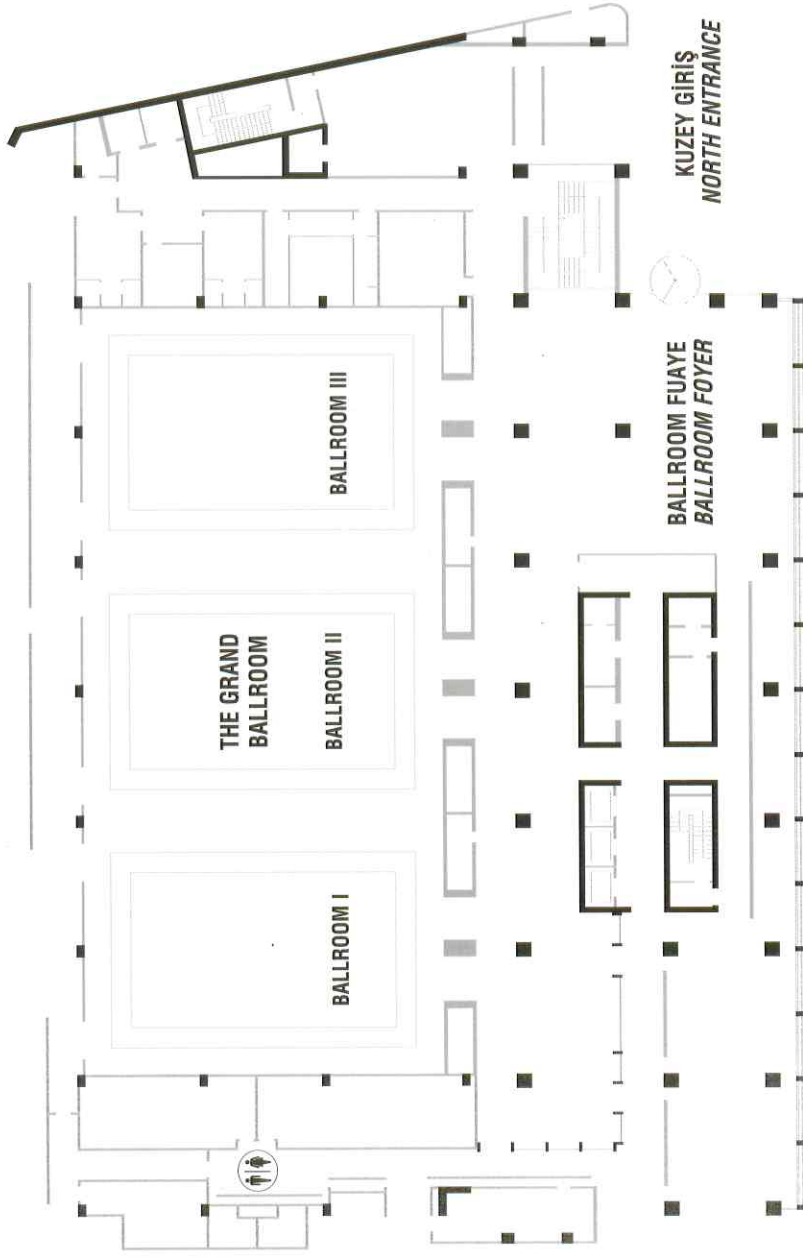 KUZEY GİRİŞ
NORTH ENTRANCE
BALLROOM FUAYE
BALLROOM FOYER
BALLROOM III
THE GRAND
BALLROOM
BALLROOM II
BALLROOM I